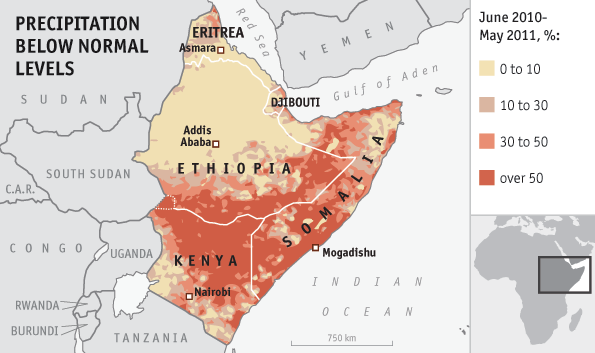 PRECIPITATION
BELOW NORMAL
LEVELS
June 2010-
May 2011, %:
0 to 10
10 to 30
30 to 50
over 50
ERITREA
Asmara
Red Sea
YEMEN
Gulf of Aden
SUDAN
DJIBOUTI
Addis
Ababa
ETHIOPIA
SOUTH SUDAN
C.A.R.
SOMALIA
CONGO
UGANDA
KENYA
Mogadishu
Nairobi
INDIAN
OCEAN
RWANDA
BURUNDI
TANZANIA
750 km